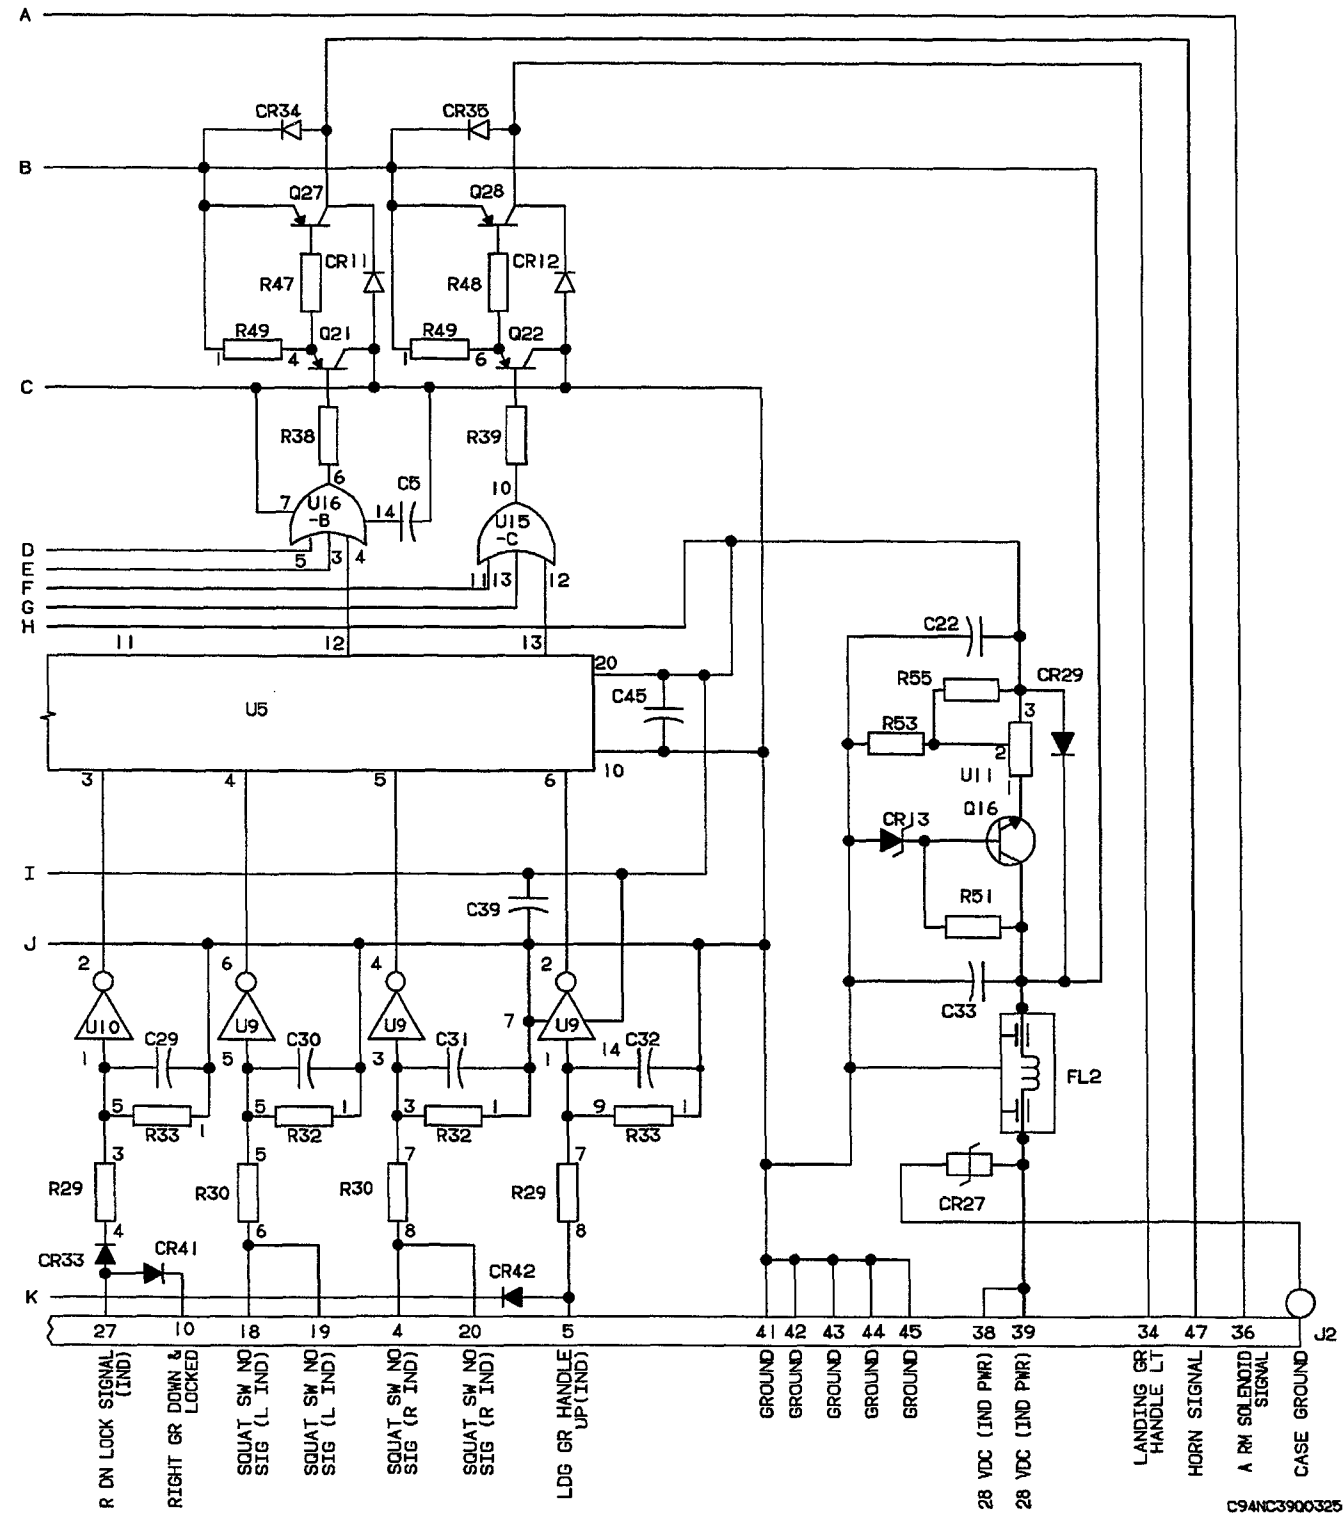 A
CR34
CR35
B
Q27
Q28
CR11
CR12
R47
R48
R49
Q21
R49
Q22
1
4
1
6
C
R38
R39
6
C5
10
7
U16
-B
14
U15
-C
D
5
3
4
E
F
11
13
12
G
H
11
12
13
20
C22
U5
C45
R55
CR29
3
R53
2
10
U11
1
3
4
5
6
Q16
CR13
I
C39
R51
J
2
6
4
2
C33
U10
C29
U9
C30
U9
C31
7
U9
C32
1
5
3
1
14
FL2
5
R33
1
5
R32
1
3
R32
1
9
R33
1
3
5
7
7
R29
R30
R30
R29
CR27
4
6
8
8
CR33
CR41
CR42
K
27
10
18
19
4
20
5
41
42
43
44
45
38
39
34
47
36
J2
R DN LOCK SIGNAL
(IND)
RIGHT GR DOWN &
LOCKED
SQUAT SW NO
SIG (L IND)
SQUAT SW NO
SIG (L IND)
SQUAT SW NO
SIG (R IND)
SQUAT SW NO
SIG (R IND)
LDG GR HANDLE
UP(IND)
GROUND
GROUND
GROUND
GROUND
GROUND
28 VDC (IND PWR)
28 VDC (IND PWR)
LANDING GR
HANDLE LT
HORN SIGNAL
A RM SOLENOID
SIGNAL
CASE GROUND
C94NC39Q0325